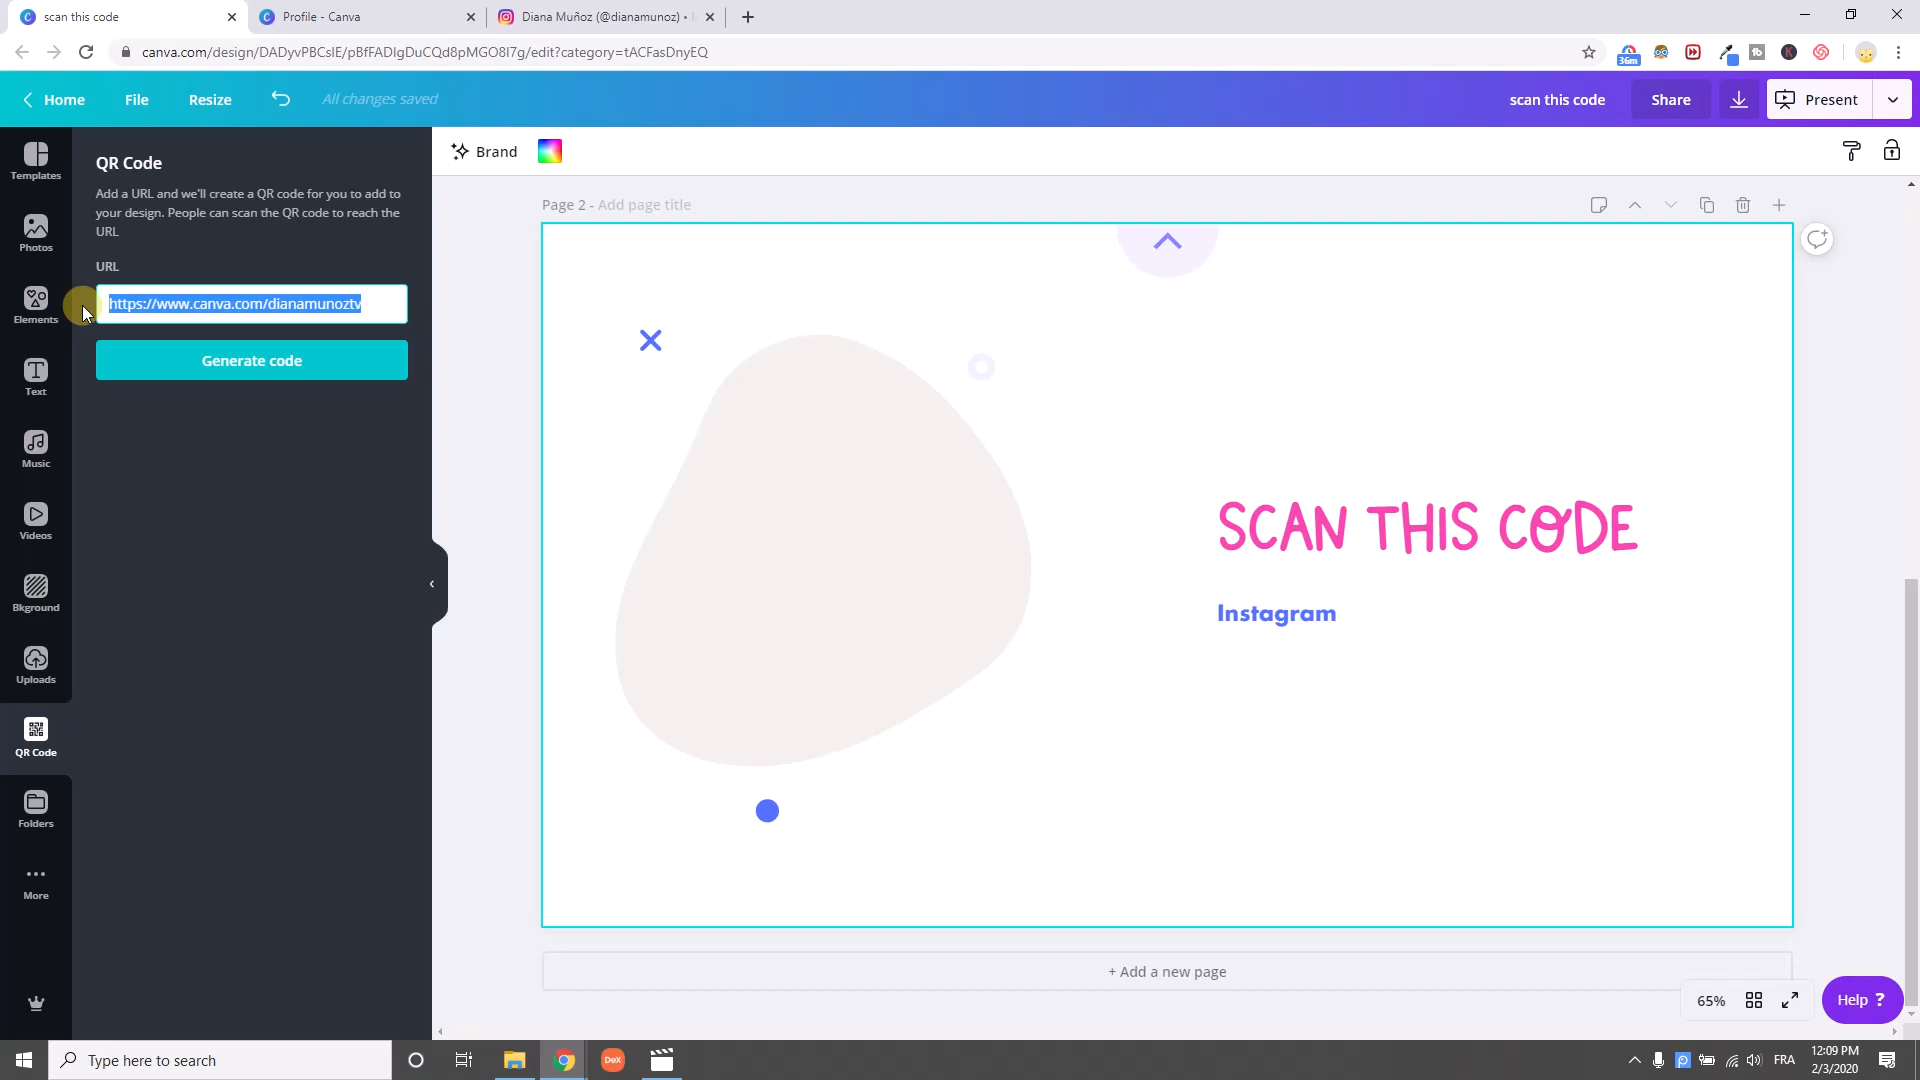 scan this code
Profile - Canva
Diana Muñoz (@dianamunoz) •
canva.com/design/DADyvPBCsIE/pBfFADIgDuCQd8pMGO8I7g/edit?category=tACFasDnyEQ
36m
Home
File
Resize
All changes saved
scan this code
Share
Present
Templates
Photos
Elements
Text
Music
Videos
Bkground
Uploads
QR Code
Folders
More
QR Code
Add a URL and we'll create a QR code for you to add to
your design. People can scan the QR code to reach the
URL
URL
https://www.canva.com/dianamunoztv
Generate code
Brand
Page 2 - Add page title
SCAN THIS CODE
Instagram
+ Add a new page
65%
Help ?
Type here to search
DeX
FRA
12:09 PM
2/3/2020